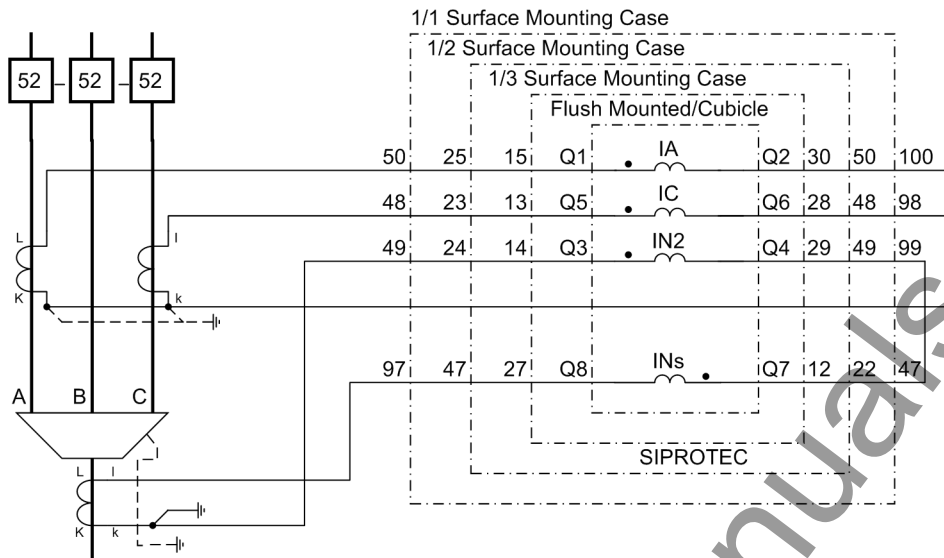 1/1 Surface Mounting Case
1/2 Surface Mounting Case
1/3 Surface Mounting Case
Flush Mounted/Cubicle
52 52 52
50 25 15 Q1 IA Q2 30 50 100
48 23 13 Q5 IC Q6 28 48 98
L l
49 24 14 Q3 IN2 Q4 29 49 99
K k
97 47 27 Q8 INs Q7 12 22 47
A B C
SIPROTEC
L l
K k
nuals